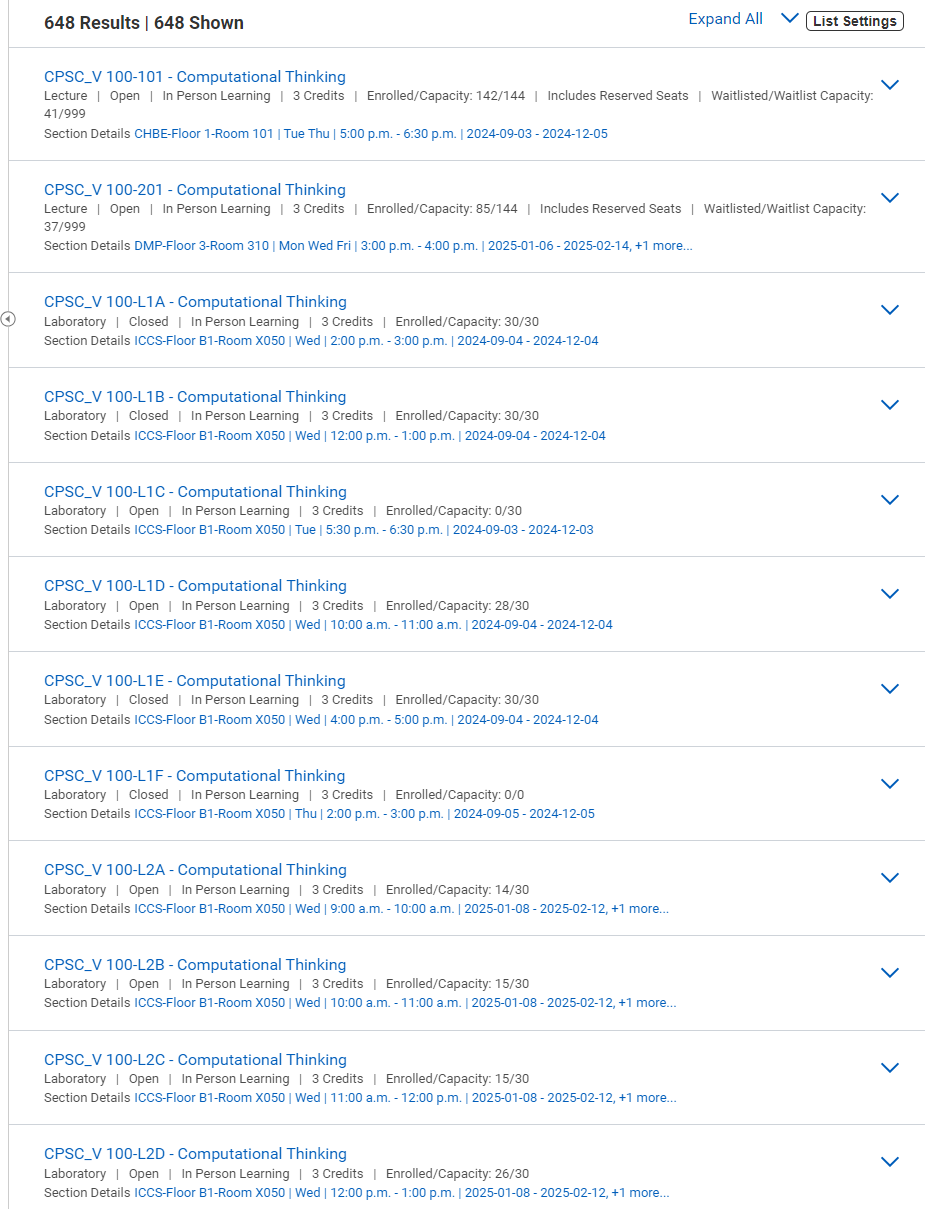 648 Results | 648 Shown
Expand All
List Settings
CPSC_V 100-101 - Computational Thinking
Lecture | Open | In Person Learning | 3 Credits | Enrolled/Capacity: 142/144 | Includes Reserved Seats | Waitlisted/Waitlist Capacity:
41/999
Section Details CHBE-Floor 1-Room 101 | Tue Thu | 5:00 p.m. - 6:30 p.m. | 2024-09-03 - 2024-12-05
CPSC_V 100-201 - Computational Thinking
Lecture | Open | In Person Learning | 3 Credits | Enrolled/Capacity: 85/144 | Includes Reserved Seats | Waitlisted/Waitlist Capacity:
37/999
Section Details DMP-Floor 3-Room 310 | Mon Wed Fri | 3:00 p.m. - 4:00 p.m. | 2025-01-06 - 2025-02-14, +1 more...
CPSC_V 100-L1A - Computational Thinking
Laboratory | Closed | In Person Learning | 3 Credits | Enrolled/Capacity: 30/30
Section Details ICCS-Floor B1-Room X050 | Wed | 2:00 p.m. - 3:00 p.m. | 2024-09-04 - 2024-12-04
CPSC_V 100-L1B - Computational Thinking
Laboratory | Closed | In Person Learning | 3 Credits | Enrolled/Capacity: 30/30
Section Details ICCS-Floor B1-Room X050 | Wed | 12:00 p.m. - 1:00 p.m. | 2024-09-04 - 2024-12-04
CPSC_V 100-L1C - Computational Thinking
Laboratory | Open | In Person Learning | 3 Credits | Enrolled/Capacity: 0/30
Section Details ICCS-Floor B1-Room X050 | Tue | 5:30 p.m. - 6:30 p.m. | 2024-09-03 - 2024-12-03
CPSC_V 100-L1D - Computational Thinking
Laboratory | Open | In Person Learning | 3 Credits | Enrolled/Capacity: 28/30
Section Details ICCS-Floor B1-Room X050 | Wed | 10:00 a.m. - 11:00 a.m. | 2024-09-04 - 2024-12-04
CPSC_V 100-L1E - Computational Thinking
Laboratory | Closed | In Person Learning | 3 Credits | Enrolled/Capacity: 30/30
Section Details ICCS-Floor B1-Room X050 | Wed | 4:00 p.m. - 5:00 p.m. | 2024-09-04 - 2024-12-04
CPSC_V 100-L1F - Computational Thinking
Laboratory | Closed | In Person Learning | 3 Credits | Enrolled/Capacity: 0/0
Section Details ICCS-Floor B1-Room X050 | Thu | 2:00 p.m. - 3:00 p.m. | 2024-09-05 - 2024-12-05
CPSC_V 100-L2A - Computational Thinking
Laboratory | Open | In Person Learning | 3 Credits | Enrolled/Capacity: 14/30
Section Details ICCS-Floor B1-Room X050 | Wed | 9:00 a.m. - 10:00 a.m. | 2025-01-08 - 2025-02-12, +1 more...
CPSC_V 100-L2B - Computational Thinking
Laboratory | Open | In Person Learning | 3 Credits | Enrolled/Capacity: 15/30
Section Details ICCS-Floor B1-Room X050 | Wed | 10:00 a.m. - 11:00 a.m. | 2025-01-08 - 2025-02-12, +1 more...
CPSC_V 100-L2C - Computational Thinking
Laboratory | Open | In Person Learning | 3 Credits | Enrolled/Capacity: 15/30
Section Details ICCS-Floor B1-Room X050 | Wed | 11:00 a.m. - 12:00 p.m. | 2025-01-08 - 2025-02-12, +1 more...
CPSC_V 100-L2D - Computational Thinking
Laboratory | Open | In Person Learning | 3 Credits | Enrolled/Capacity: 26/30
Section Details ICCS-Floor B1-Room X050 | Wed | 12:00 p.m. - 1:00 p.m. | 2025-01-08 - 2025-02-12, +1 more...